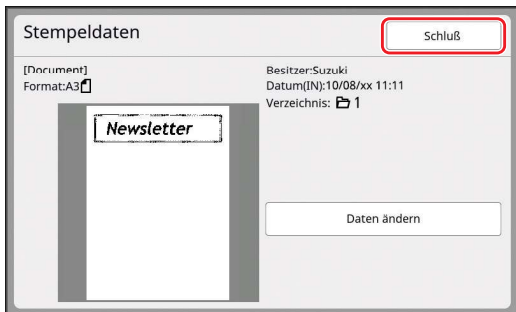 Stempeldaten
Schluß
[Document]
Format:A3
Besitzer:Suzuki
Datum(IN):10/08/xx 11:11
Verzeichnis: 1
Newsletter
Daten ändern